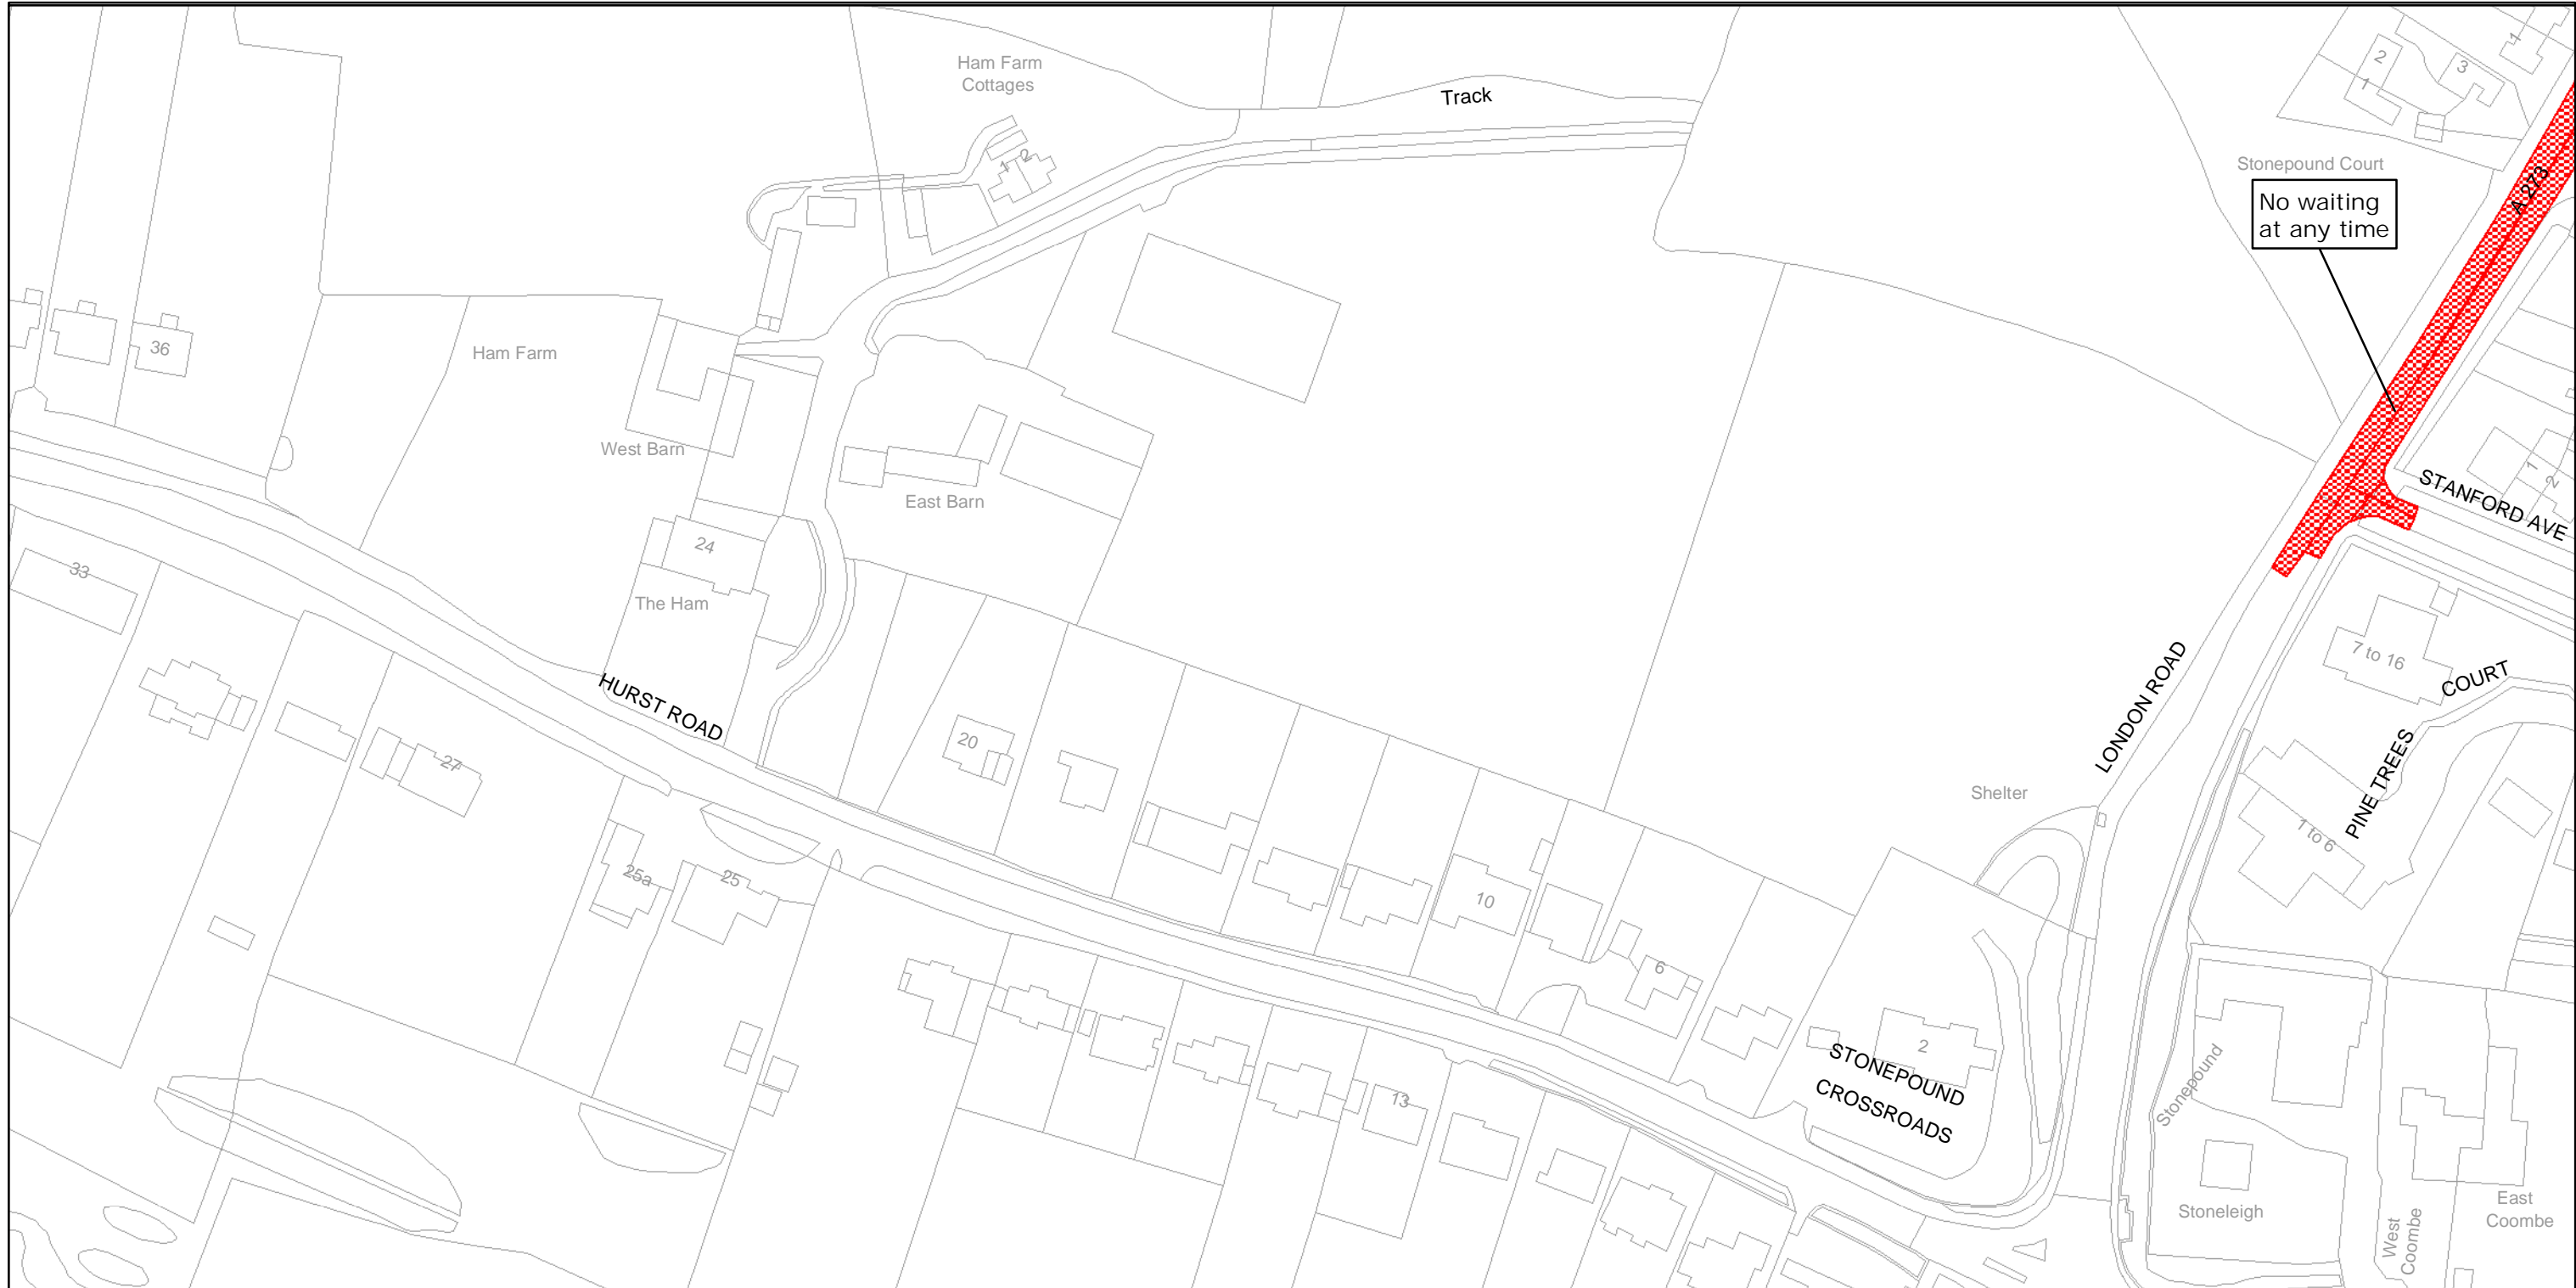 Ham Farm
Cottages
Track
1
2
2
1
3
1
Stonepound Court
No waiting
at any time
A 273
36
Ham Farm
West Barn
East Barn
24
The Ham
33
STANFORD AVE
1
2
7 to 16
COURT
PINE TREES
1 to 6
LONDON ROAD
HURST ROAD
27
20
Shelter
25a
25
10
6
2
STONEPOUND
CROSSROADS
13
Stonepound
Stoneleigh
West
Coombe
East
Coombe